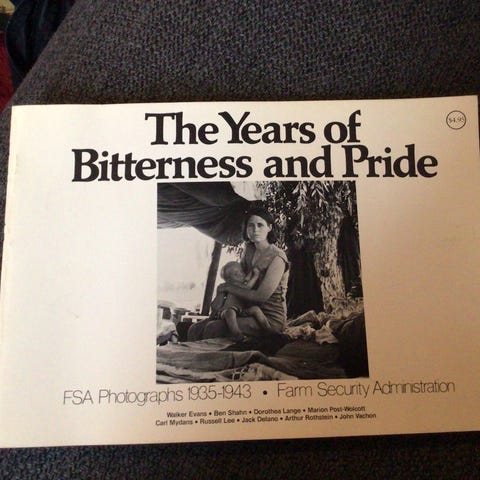 $4.95
The Years of
Bitterness and Pride
FSA Photographs 1935-1943 • Farm Security Administration
Walker Evans • Ben Shahn • Dorothea Lange • Marion Post-Wolcott
Carl Mydans • Russell Lee • Jack Delano • Arthur Rothstein • John Vachon